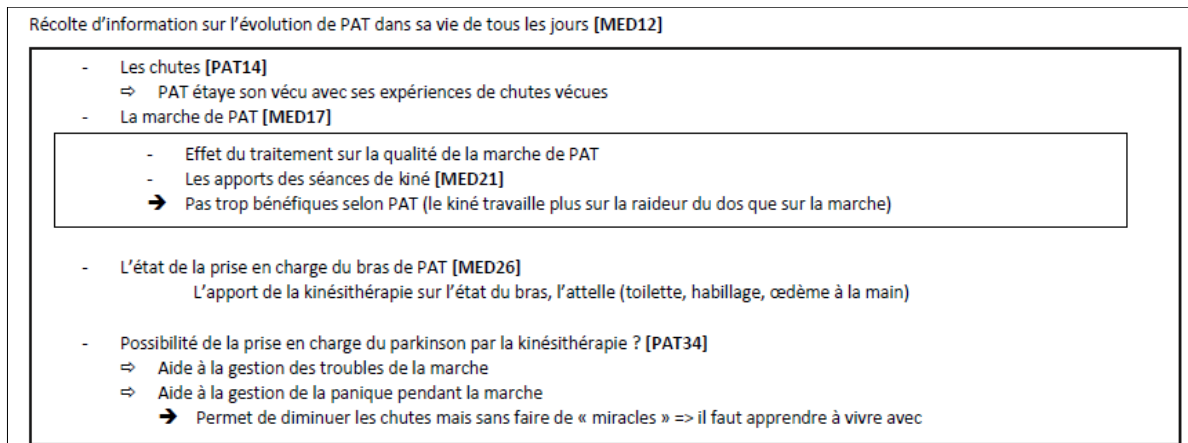 Récolte d'information sur l'évolution de PAT dans sa vie de tous les jours [MED12]
- Les chutes [PAT14]
⇨ PAT étaye son vécu avec ses expériences de chutes vécues
- La marche de PAT [MED17]
- Effet du traitement sur la qualité de la marche de PAT
- Les apports des séances de kiné [MED21]
➔ Pas trop bénéfiques selon PAT (le kiné travaille plus sur la raideur du dos que sur la marche)
- L'état de la prise en charge du bras de PAT [MED26]
L'apport de la kinésithérapie sur l'état du bras, l'attelle (toilette, habillage, œdème à la main)
- Possibilité de la prise en charge du parkinson par la kinésithérapie ? [PAT34]
⇨ Aide à la gestion des troubles de la marche
⇨ Aide à la gestion de la panique pendant la marche
➔ Permet de diminuer les chutes mais sans faire de « miracles » => il faut apprendre à vivre avec